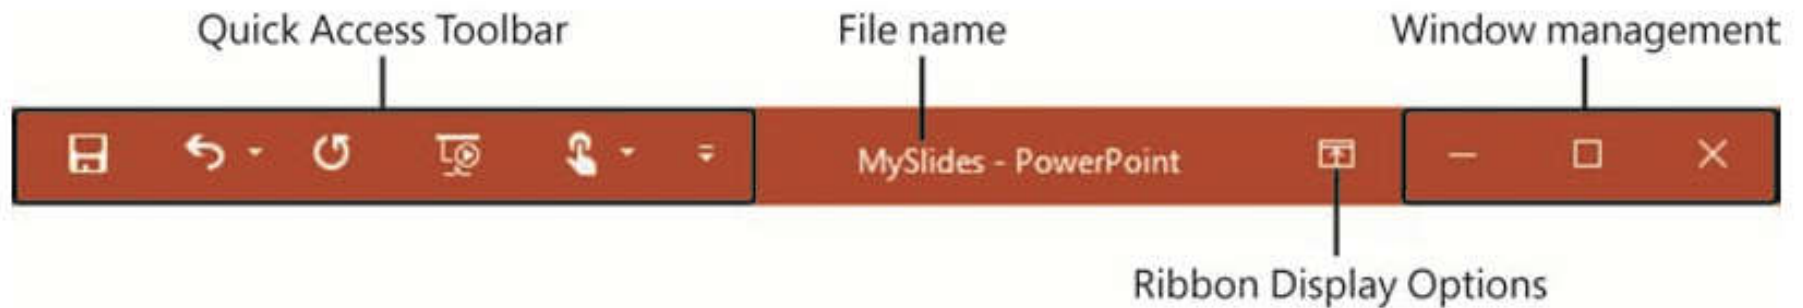 Quick Access Toolbar
File name
Window management
MySlides - PowerPoint
Ribbon Display Options